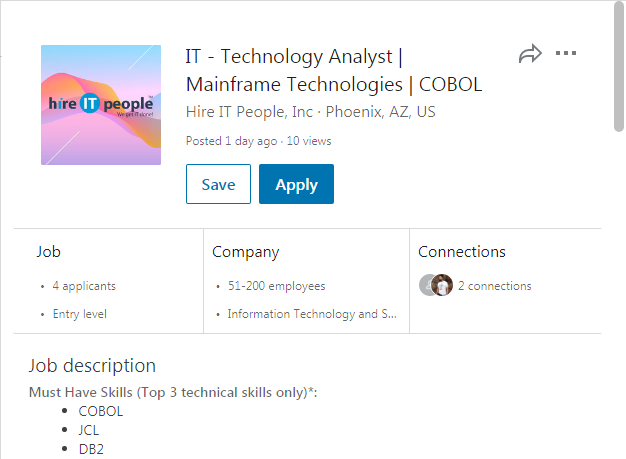 hire IT people
We get IT done!
IT - Technology Analyst |
Mainframe Technologies | COBOL
Hire IT People, Inc · Phoenix, AZ, US
Posted 1 day ago · 10 views
Save Apply
Job
• 4 applicants
• Entry level
Company
• 51-200 employees
• Information Technology and S...
Connections
2 connections
Job description
Must Have Skills (Top 3 technical skills only)*:
• COBOL
• JCL
• DB2